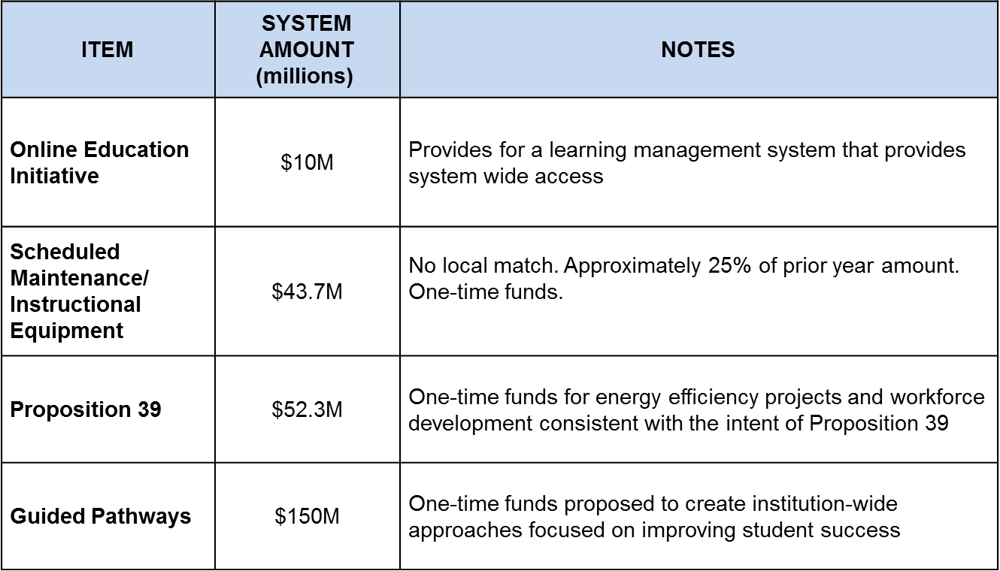 ITEM
SYSTEM
AMOUNT
(millions)
NOTES
Online Education
Initiative
$10M
Provides for a learning management system that provides
system wide access
Scheduled
Maintenance/
Instructional
Equipment
$43.7M
No local match. Approximately 25% of prior year amount.
One-time funds.
Proposition 39
$52.3M
One-time funds for energy efficiency projects and workforce
development consistent with the intent of Proposition 39
Guided Pathways
$150M
One-time funds proposed to create institution-wide
approaches focused on improving student success